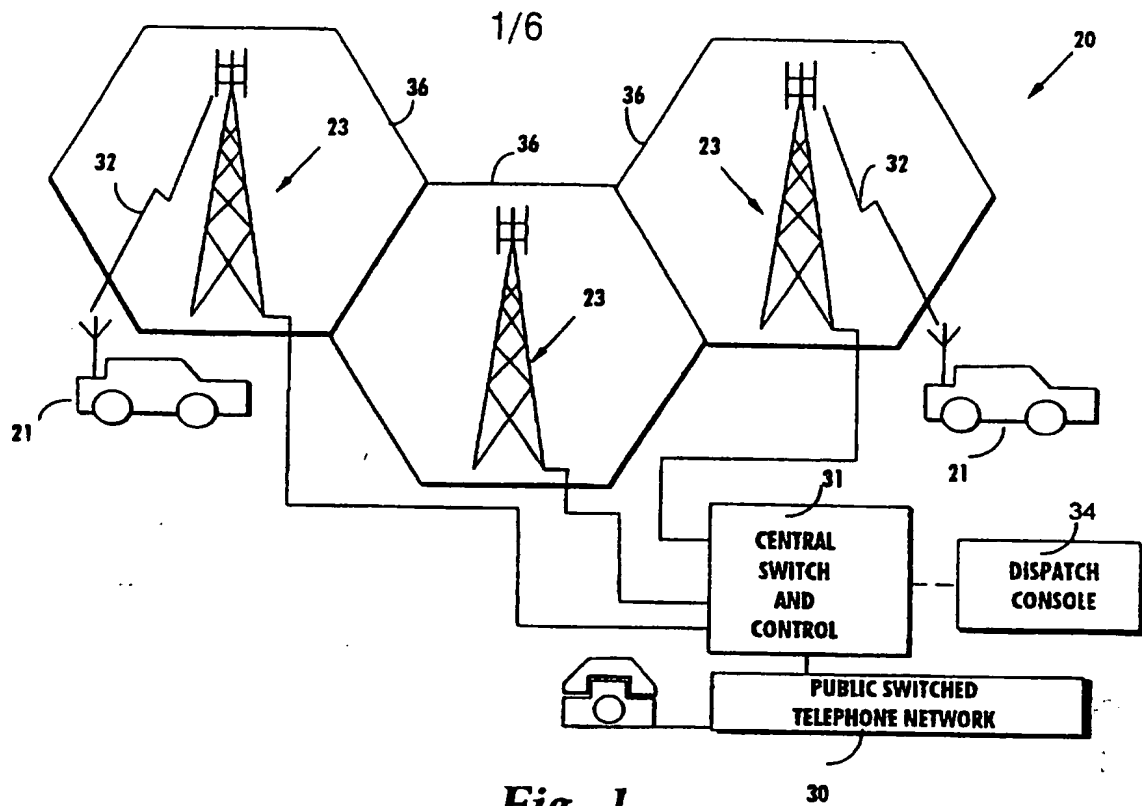 1/6
20
36
36
23
36
23
32
32
23
21
21
31
34
CENTRAL
SWITCH
AND
CONTROL
DISPATCH
CONSOLE
PUBLIC SWITCHED
TELEPHONE NETWORK
30
Fig. 1